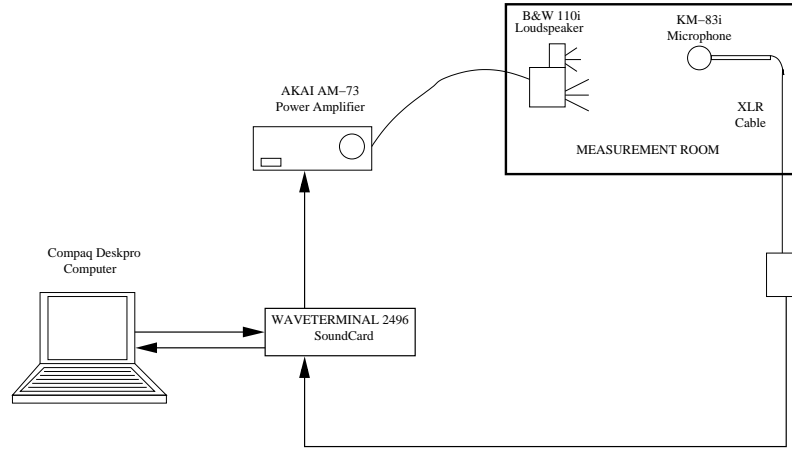 B&W 110i
Loudspeaker
KM−83i
Microphone
AKAI AM−73
Power Amplifier
XLR
Cable
MEASUREMENT ROOM
Compaq Deskpro
Computer
WAVETERMINAL 2496
SoundCard